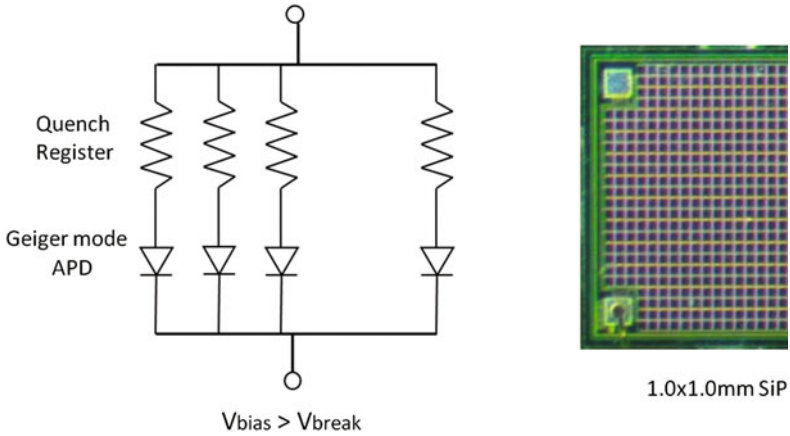 Quench
Register
Geiger mode
APD
Vbias > Vbreak
1.0x1.0mm SiP